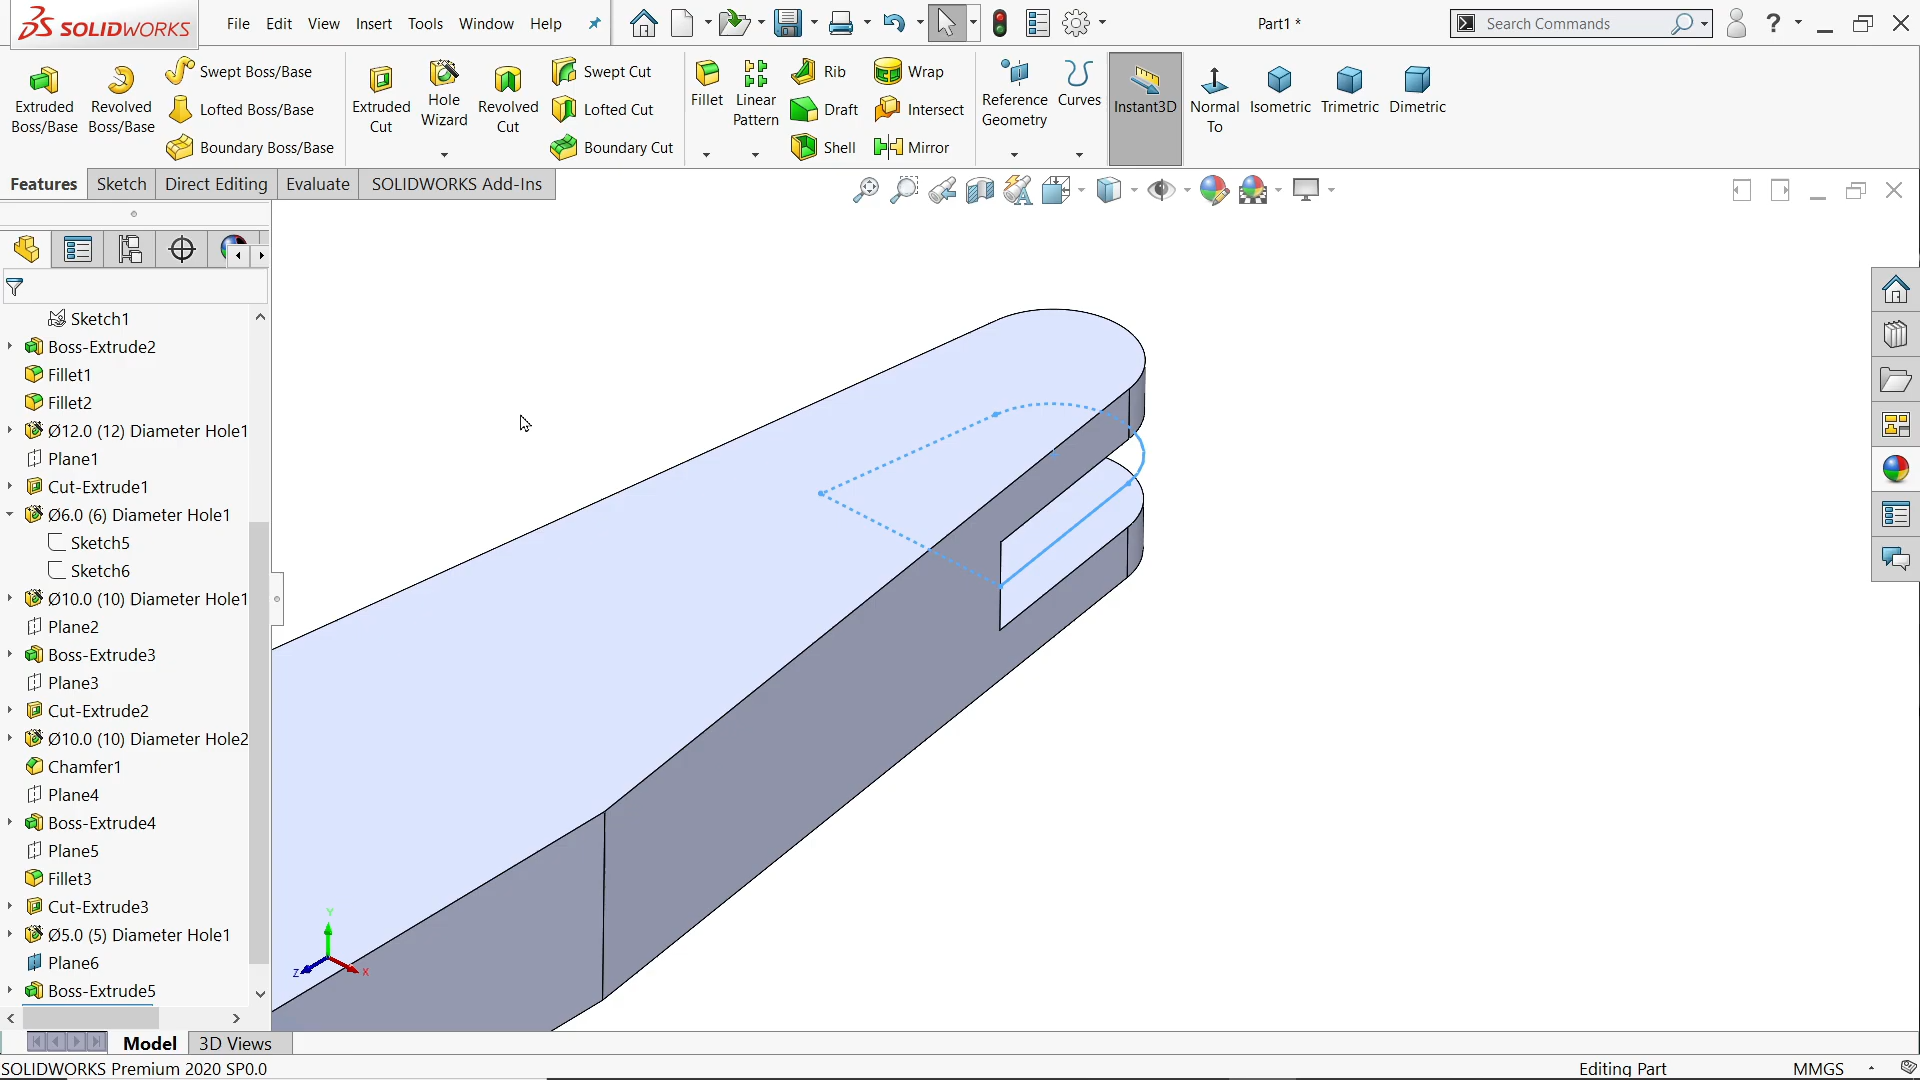 SOLIDWORKS
File
Edit
View
Insert
Tools
Window
Help
Part1 *
Search Commands
?
Extruded
Boss/Base
Revolved
Boss/Base
Swept Boss/Base
Lofted Boss/Base
Boundary Boss/Base
Extruded
Cut
Hole
Wizard
Revolved
Cut
Swept Cut
Lofted Cut
Boundary Cut
Fillet
Linear
Pattern
Rib
Draft
Shell
Wrap
Intersect
Mirror
Reference
Geometry
Curves
Instant3D
Normal
To
Isometric
Trimetric
Dimetric
Features
Sketch
Direct Editing
Evaluate
SOLIDWORKS Add-Ins
Sketch1
Boss-Extrude2
Fillet1
Fillet2
Ø12.0 (12) Diameter Hole1
Plane1
Cut-Extrude1
Ø6.0 (6) Diameter Hole1
Sketch5
Sketch6
Ø10.0 (10) Diameter Hole1
Plane2
Boss-Extrude3
Plane3
Cut-Extrude2
Ø10.0 (10) Diameter Hole2
Chamfer1
Plane4
Boss-Extrude4
Plane5
Fillet3
Cut-Extrude3
Ø5.0 (5) Diameter Hole1
Plane6
Boss-Extrude5
Y
Z
X
Model
3D Views
SOLIDWORKS Premium 2020 SP0.0
Editing Part
MMGS